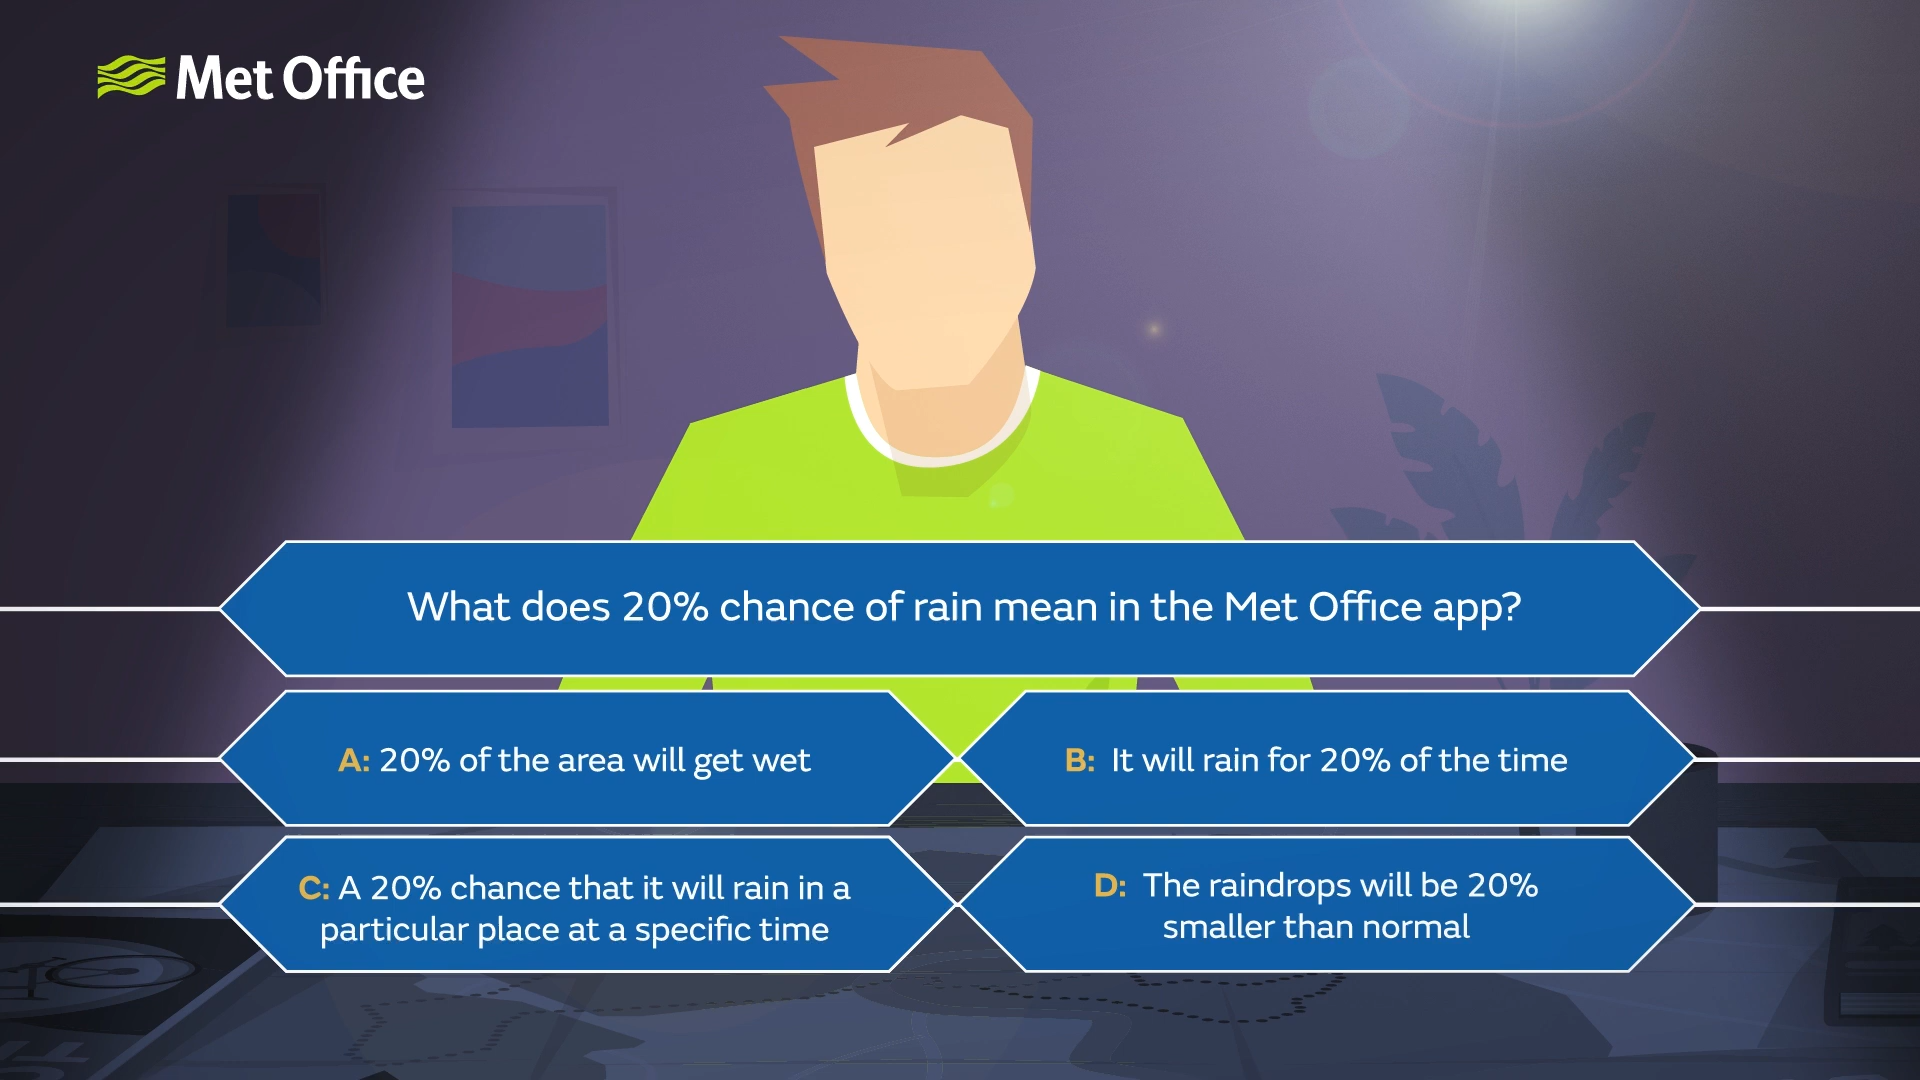 Met Office
What does 20% chance of rain mean in the Met Office app?
A: 20% of the area will get wet
B: It will rain for 20% of the time
C: A 20% chance that it will rain in a
particular place at a specific time
D: The raindrops will be 20%
smaller than normal